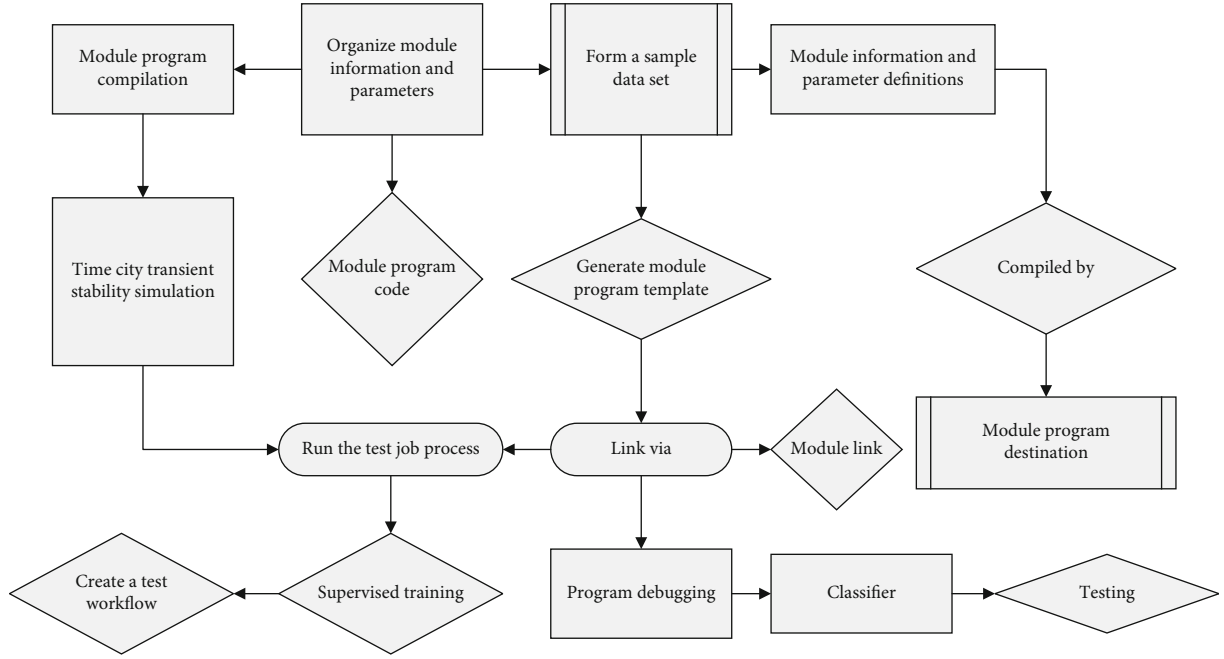 Module program
compilation
Organize module
information and
parameters
Form a sample
data set
Module information and
parameter definitions
Time city transient
stability simulation
Module program
code
Generate module
program template
Compiled by
Run the test job process
Link via
Module link
Module program
destination
Create a test
workflow
Supervised training
Program debugging
Classifier
Testing